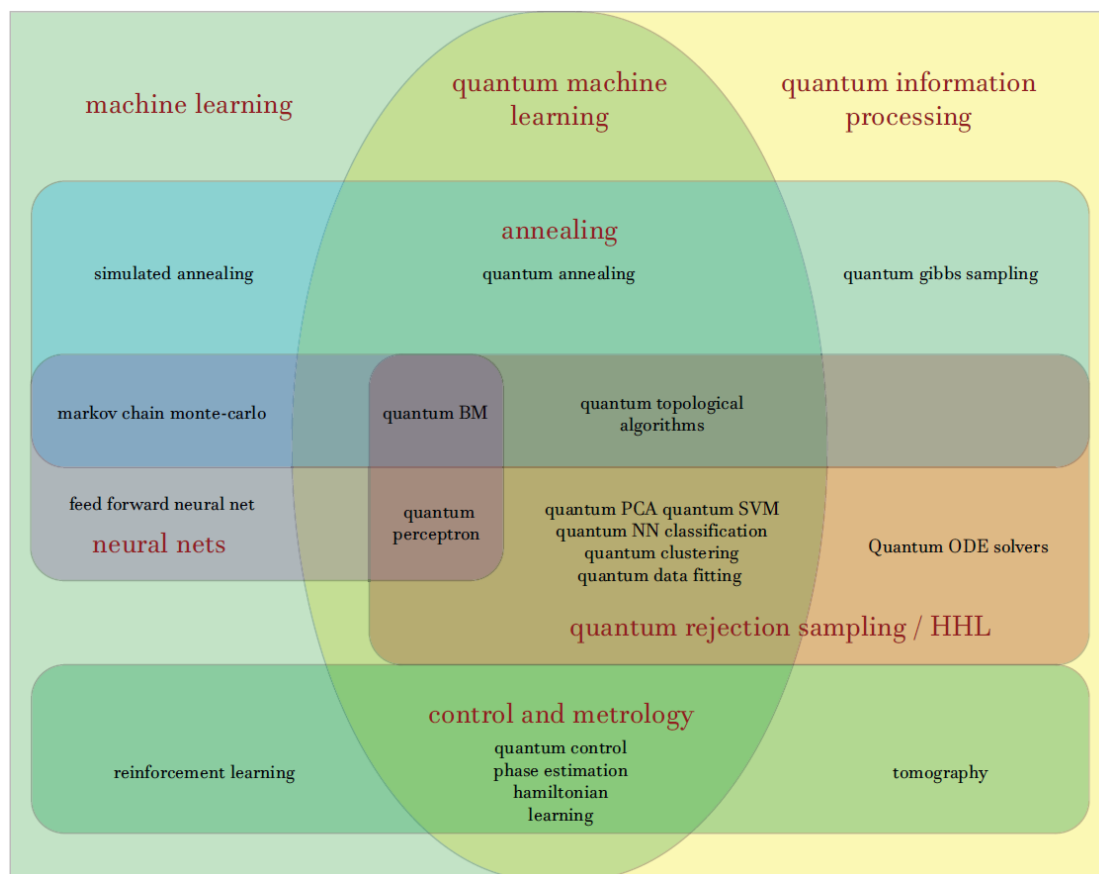 machine learning
quantum machine
learning
quantum information
processing
annealing
simulated annealing
quantum annealing
quantum gibbs sampling
markov chain monte-carlo
quantum BM
quantum topological
algorithms
feed forward neural net
neural nets
quantum
perceptron
quantum PCA quantum SVM
quantum NN classification
quantum clustering
quantum data fitting
Quantum ODE solvers
quantum rejection sampling / HHL
control and metrology
reinforcement learning
quantum control
phase estimation
hamiltonian
learning
tomography